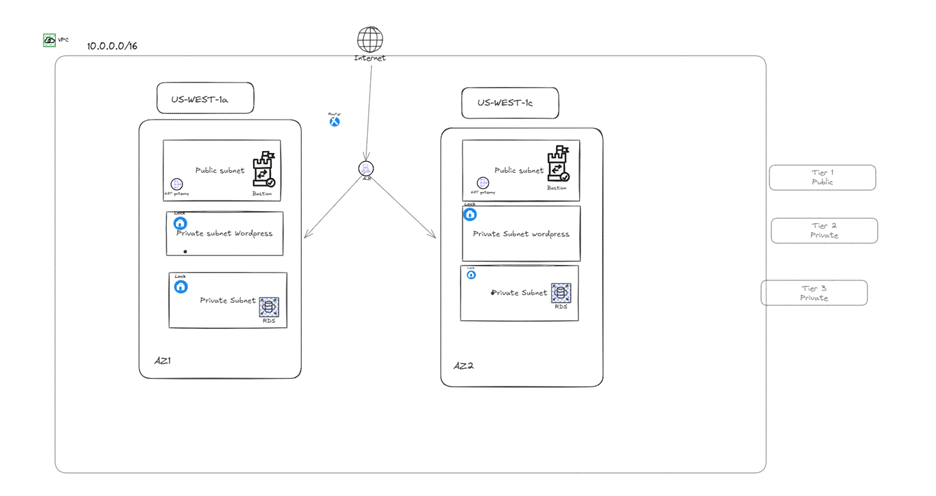 VPC
10.0.0.0/16
Internet
US-WEST-1a
Router
US-WEST-1c
Public subnet
NAT gateway
Bastion
ALB
Public subnet
NAT gateway
Bastion
Tier 1
Public
Lock
Private subnet Wordpress
Lock
Private Subnet wordpress
Tier 2
Private
Lock
Private Subnet
RDS
Lock
Private Subnet
RDS
Tier 3
Private
AZ1
AZ2